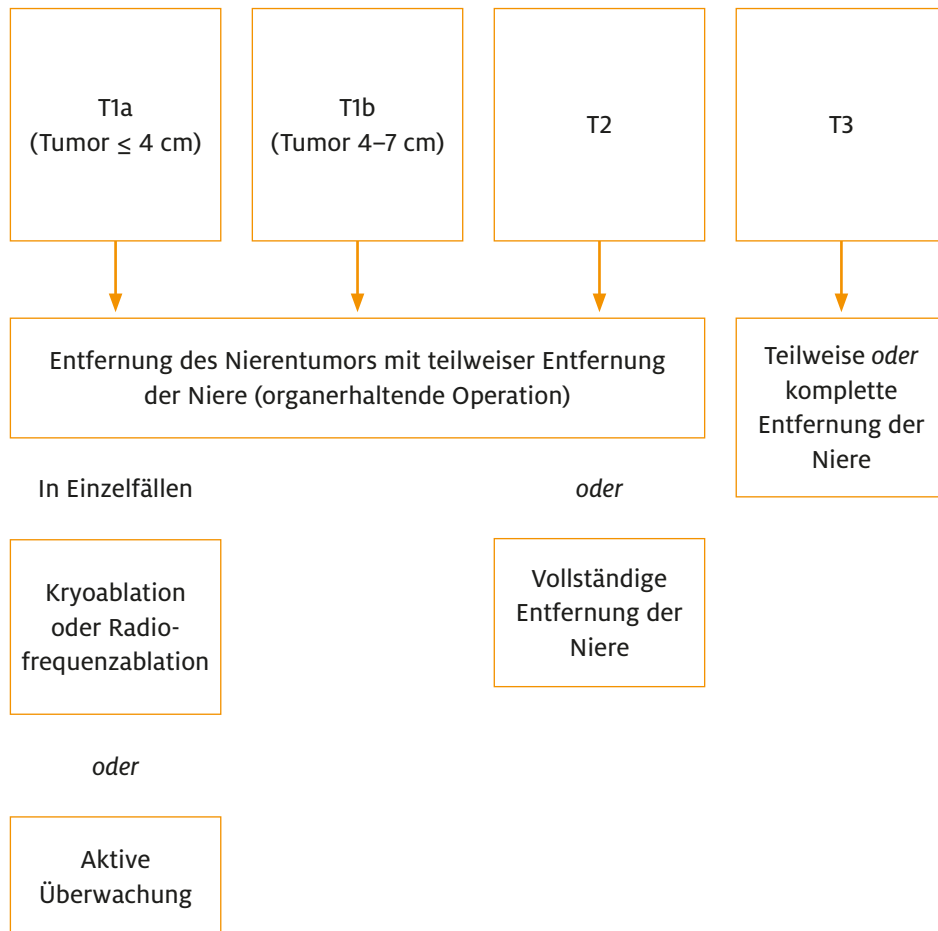 T1a
(Tumor ≤ 4 cm)
T1b
(Tumor 4–7 cm)
T2
T3
Entfernung des Nierentumors mit teilweiser Entfernung
der Niere (organerhaltende Operation)
Teilweise oder
komplette
Entfernung der
Niere
In Einzelfällen
oder
Kryoablation
oder Radio-
frequenzablation
Vollständige
Entfernung der
Niere
oder
Aktive
Überwachung